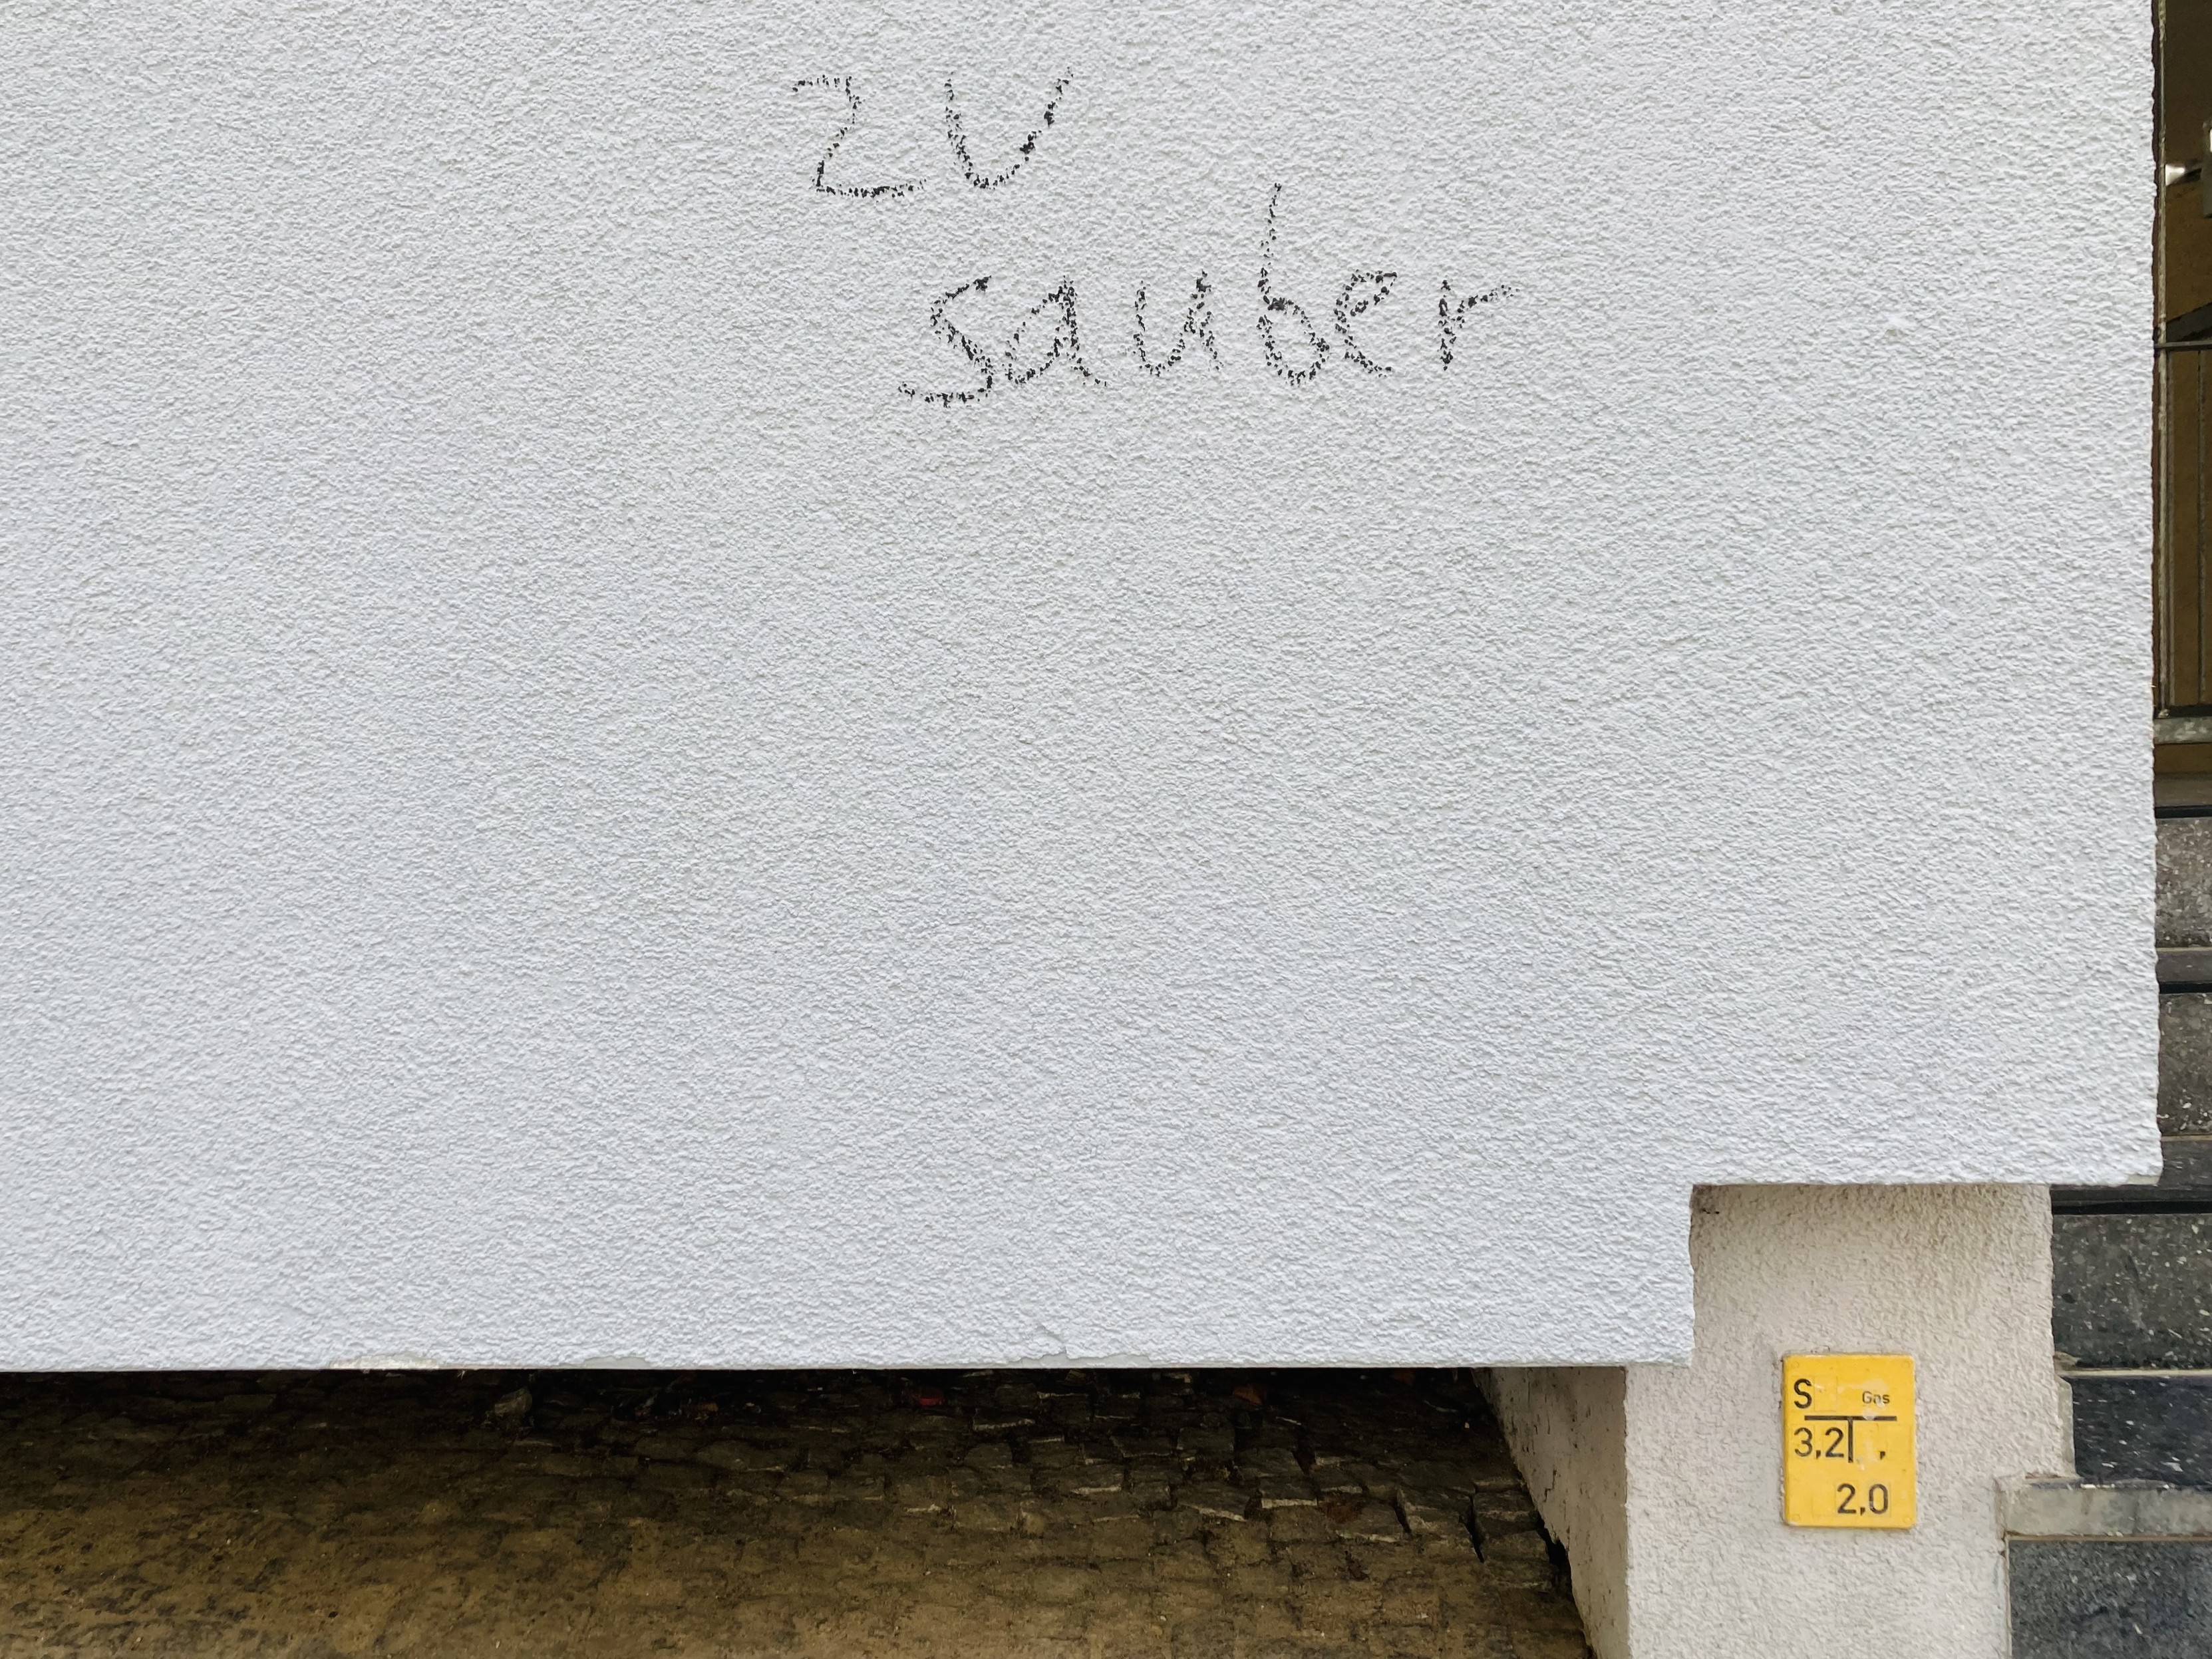 zu
sauber
S Gas
3,2 ,
2,0